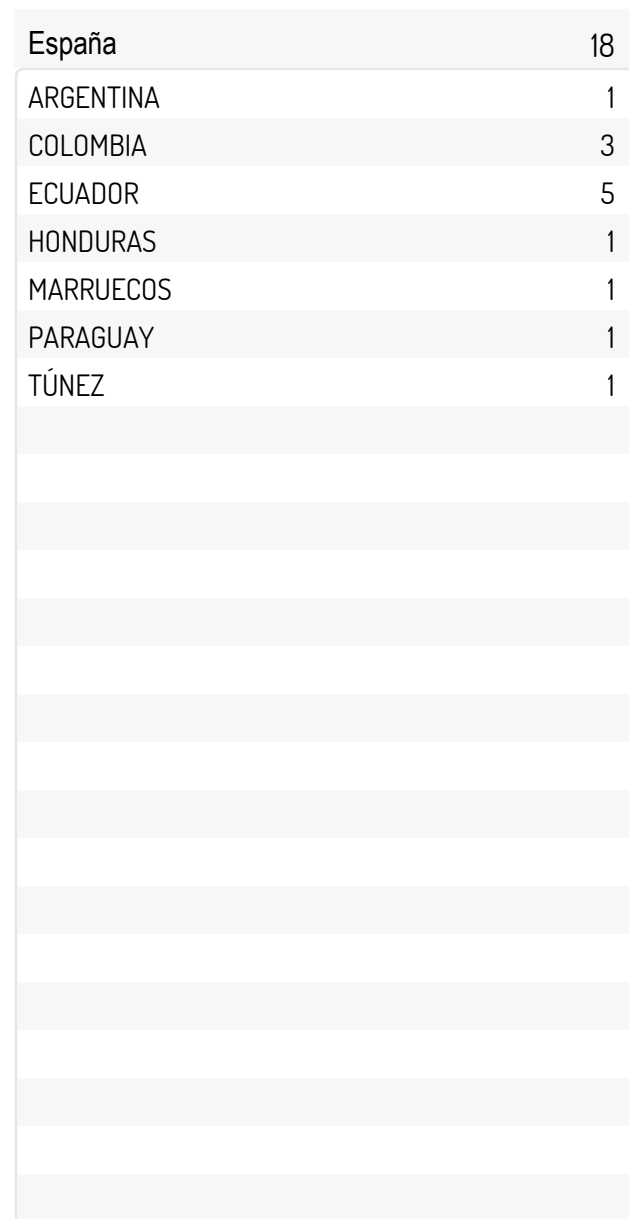 España 18
ARGENTINA 1
COLOMBIA 3
ECUADOR 5
HONDURAS 1
MARRUECOS 1
PARAGUAY 1
TÚNEZ 1